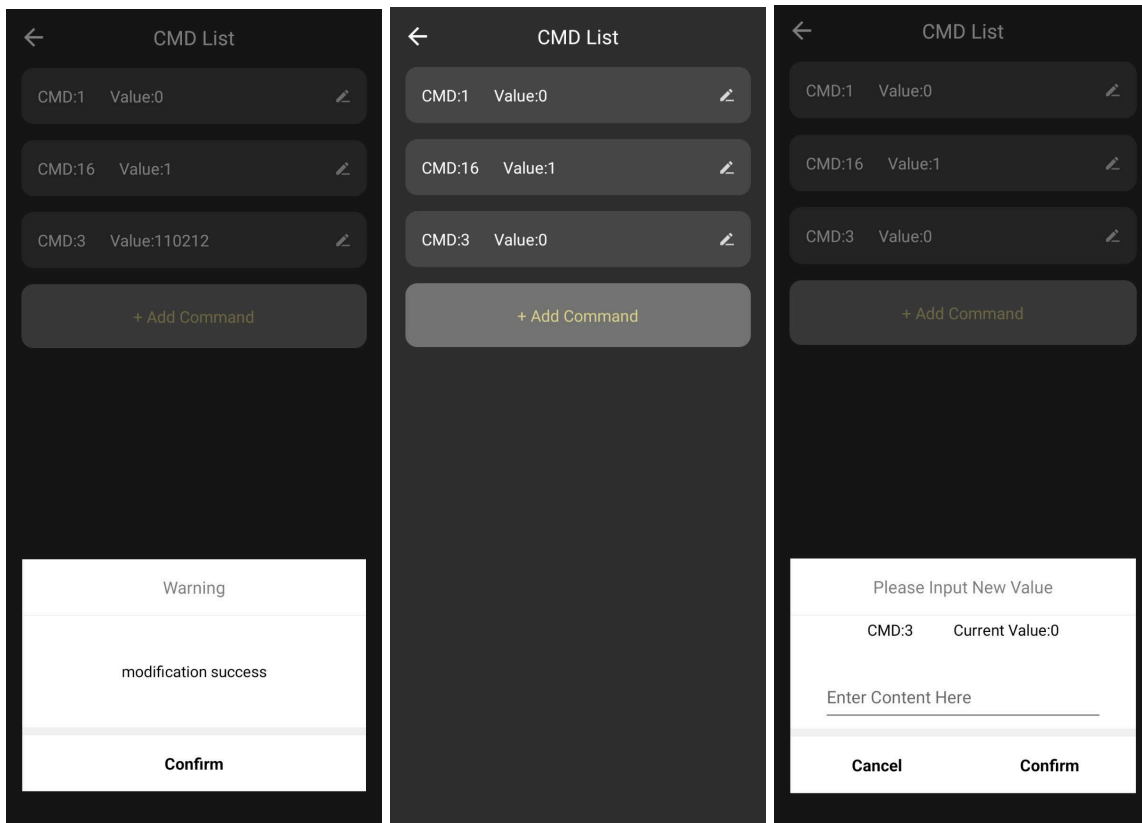 CMD List
CMD:1 Value:0
CMD:16 Value:1
CMD:3 Value:110212
+ Add Command
Warning
modification success
Confirm
CMD List
CMD:1 Value:0
CMD:16 Value:1
CMD:3 Value:0
+ Add Command
CMD List
CMD:1 Value:0
CMD:16 Value:1
CMD:3 Value:0
+ Add Command
Please Input New Value
CMD:3 Current Value:0
Enter Content Here
Cancel Confirm